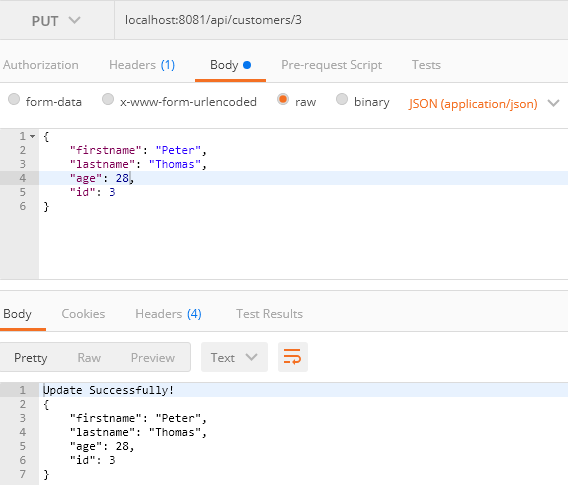 PUT localhost:8081/api/customers/3
Authorization Headers (1) Body Pre-request Script Tests
form-data x-www-form-urlencoded raw binary JSON (application/json)
1 {
2 "firstname": "Peter",
3 "lastname": "Thomas",
4 "age": 28,
5 "id": 3
6 }
Body Cookies Headers (4) Test Results
Pretty Raw Preview Text
1 Update Successfully!
2 {
3 "firstname": "Peter",
4 "lastname": "Thomas",
5 "age": 28,
6 "id": 3
7 }